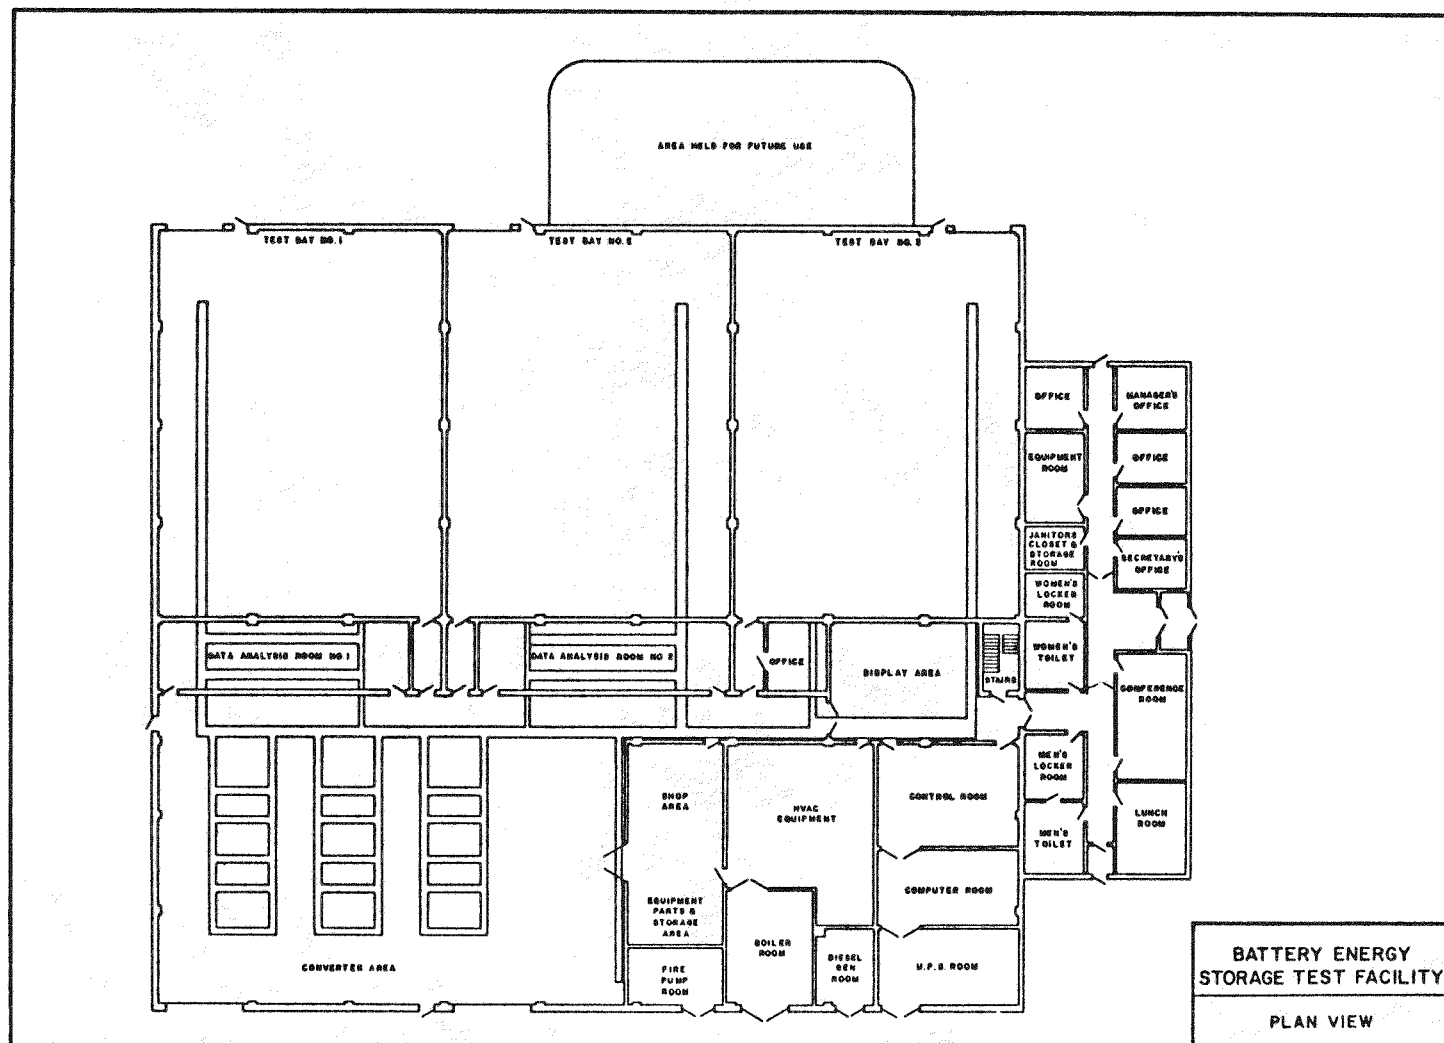 AREA HELD FOR FUTURE USE
TEST BAY NO. 1
TEST BAY NO. 2
TEST BAY NO. 3
OFFICE
MANAGER'S
OFFICE
EQUIPMENT
ROOM
OFFICE
OFFICE
JANITORS
CLOSET &
STORAGE
ROOM
SECRETARY'S
OFFICE
WOMEN'S
LOCKER
ROOM
DATA ANALYSIS ROOM NO. 1
DATA ANALYSIS ROOM NO 2
OFFICE
DISPLAY AREA
STAIRS
WOMEN'S
TOILET
CONFERENCE
ROOM
SHOP
AREA
HVAC
EQUIPMENT
CONTROL ROOM
MEN'S
LOCKER
ROOM
LUNCH
ROOM
MEN'S
TOILET
EQUIPMENT
PARTS &
STORAGE
AREA
COMPUTER ROOM
BOILER
ROOM
DIESEL
GEN
ROOM
U.P.S. ROOM
CONVERTER AREA
FIRE
PUMP
ROOM
BATTERY ENERGY
STORAGE TEST FACILITY
PLAN VIEW